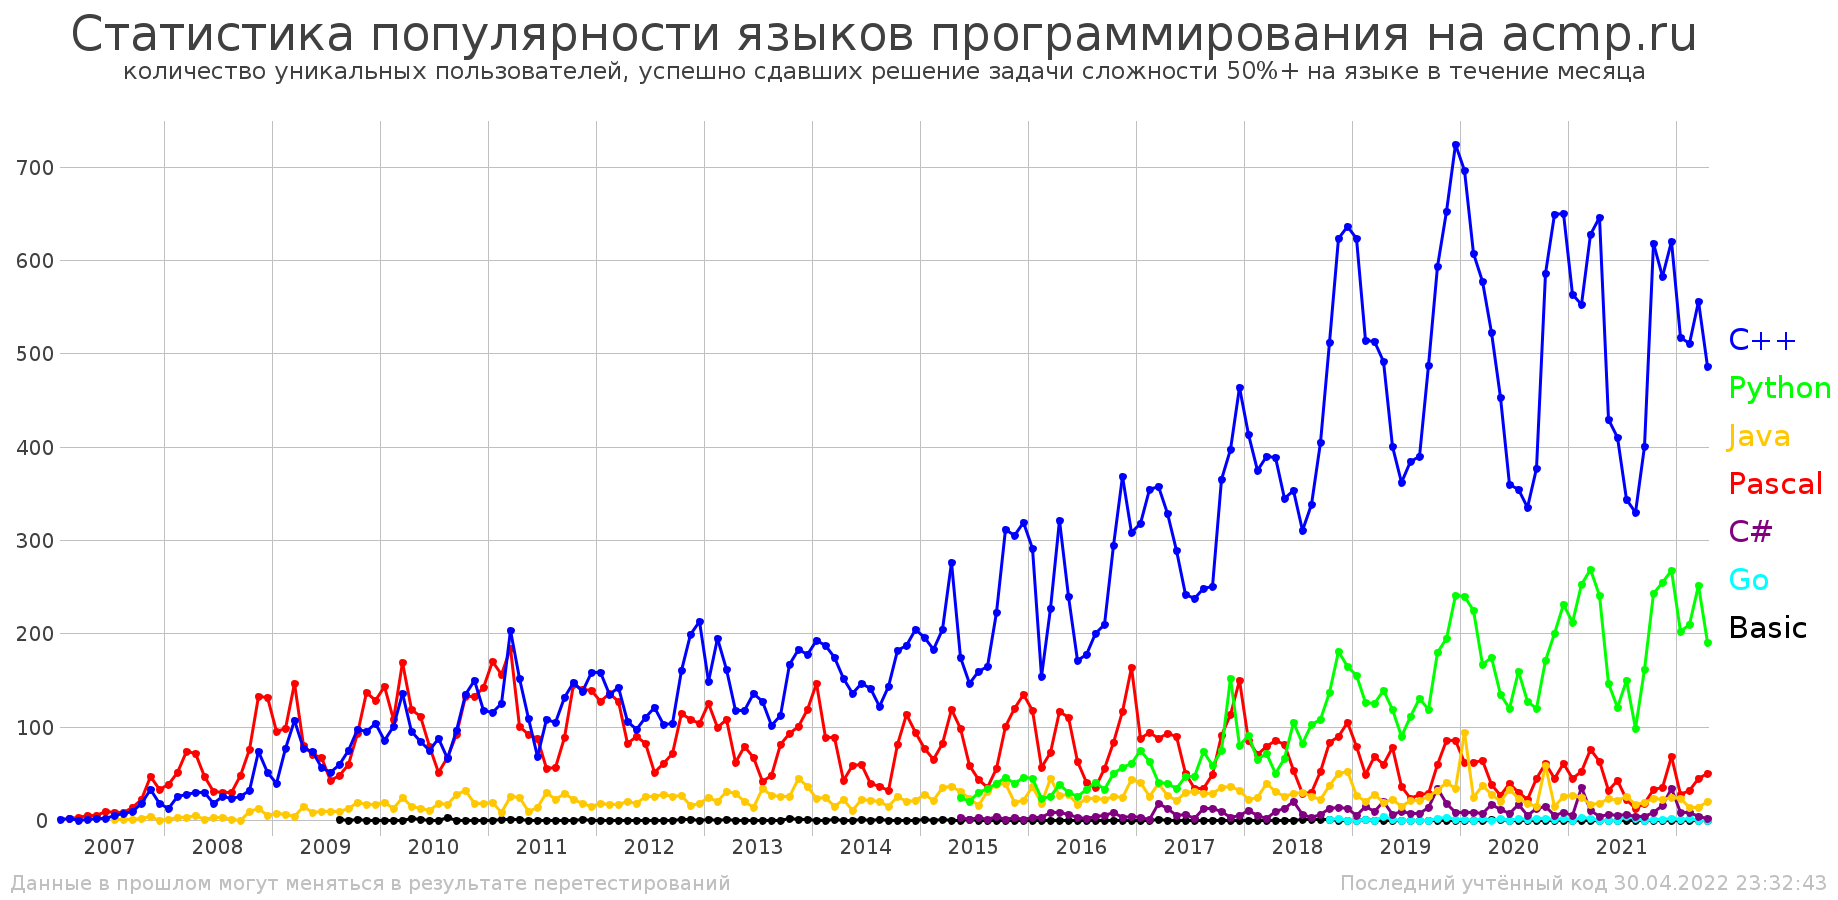 Статистика популярности языков программирования на acmp.ru
количество уникальных пользователей, успешно сдавших решение задачи сложности 50%+ на языке в течение месяца
700
600
500
400
300
200
100
0
C++
Python
Java
Pascal
C#
Go
Basic
2007 2008 2009 2010 2011 2012 2013 2014 2015 2016 2017 2018 2019 2020 2021
Данные в прошлом могут меняться в результате перетестирований
Последний учтённый код 30.04.2022 23:32:43